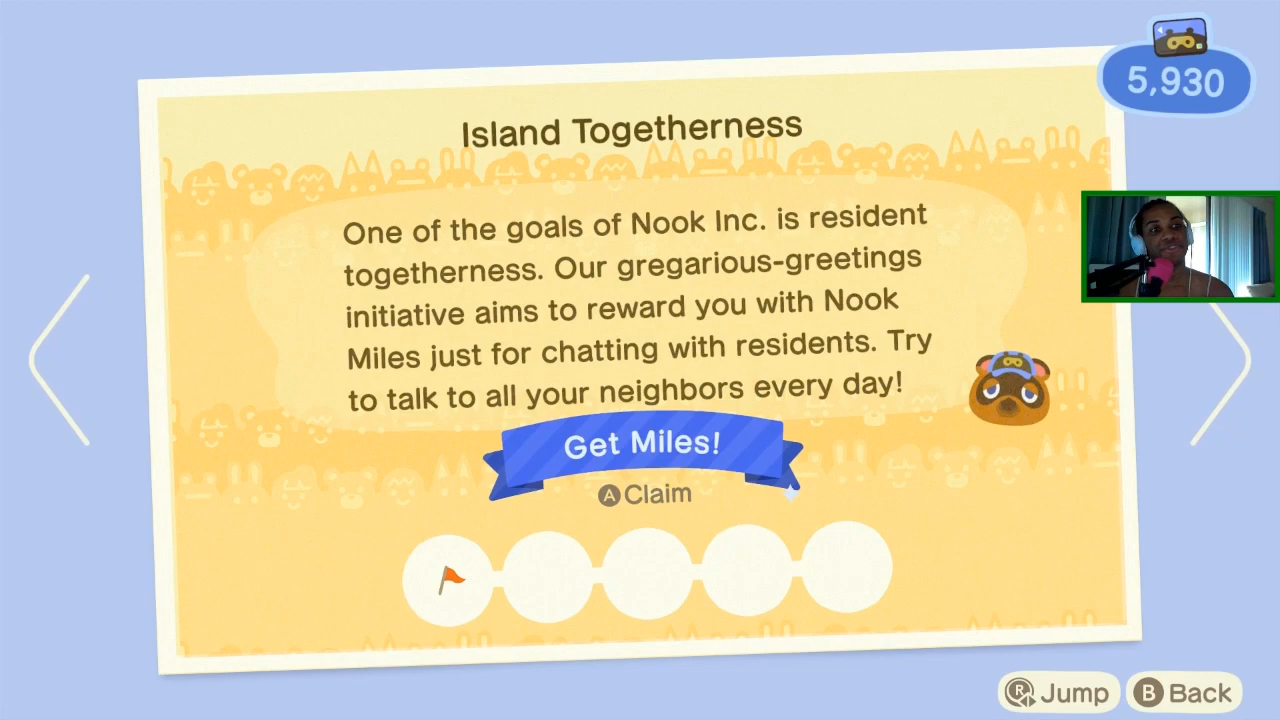 5,930
Island Togetherness
One of the goals of Nook Inc. is resident
togetherness. Our gregarious-greetings
initiative aims to reward you with Nook
Miles just for chatting with residents. Try
to talk to all your neighbors every day!
Get Miles!
A Claim
R Jump B Back